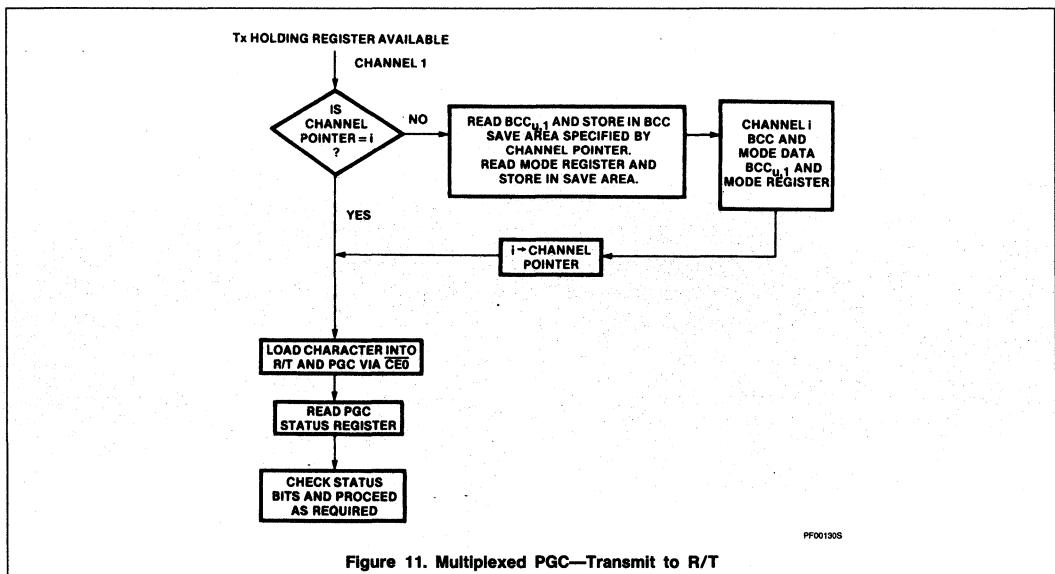 Tx HOLDING REGISTER AVAILABLE
CHANNEL 1
IS
CHANNEL
POINTER = i
?
NO
READ BCCu,1 AND STORE IN BCC
SAVE AREA SPECIFIED BY
CHANNEL POINTER.
READ MODE REGISTER AND
STORE IN SAVE AREA.
CHANNEL i
BCC AND
MODE DATA
BCCu,1 AND
MODE REGISTER
YES
i → CHANNEL
POINTER
LOAD CHARACTER INTO
R/T AND PGC VIA C̅E̅0̅
READ PGC
STATUS REGISTER
CHECK STATUS
BITS AND PROCEED
AS REQUIRED
PF00130S
Figure 11. Multiplexed PGC—Transmit to R/T